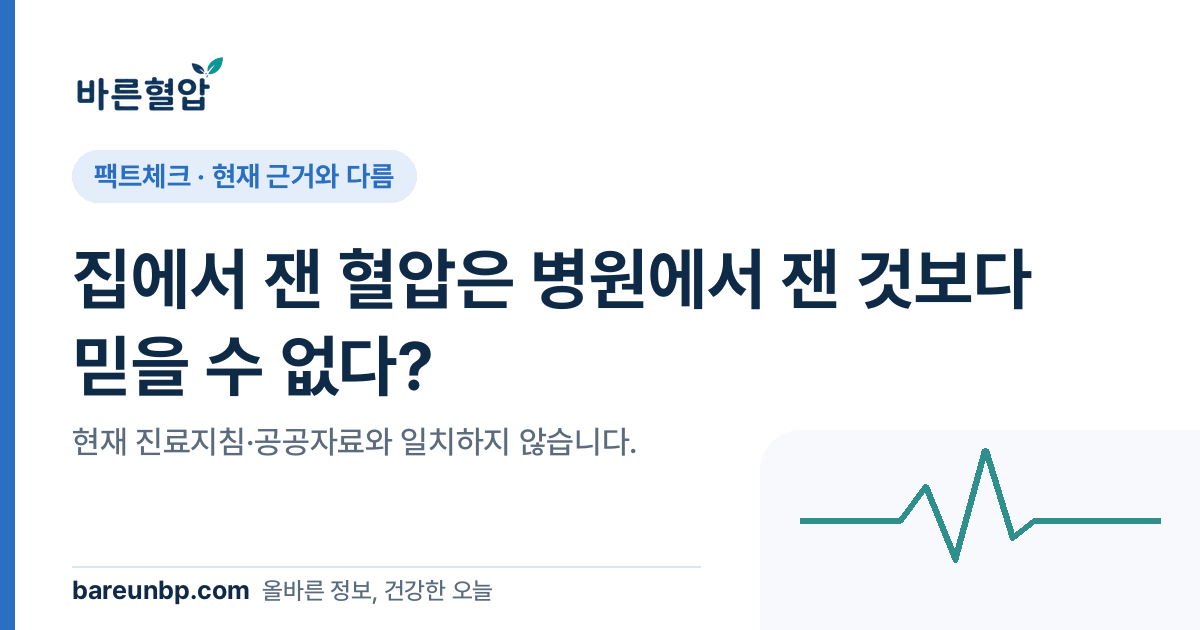 바른혈압
팩트체크 · 현재 근거와 다름
집에서 잰 혈압은 병원에서 잰 것보다
믿을 수 없다?
현재 진료지침·공공자료와 일치하지 않습니다.
bareunbp.com 올바른 정보, 건강한 오늘